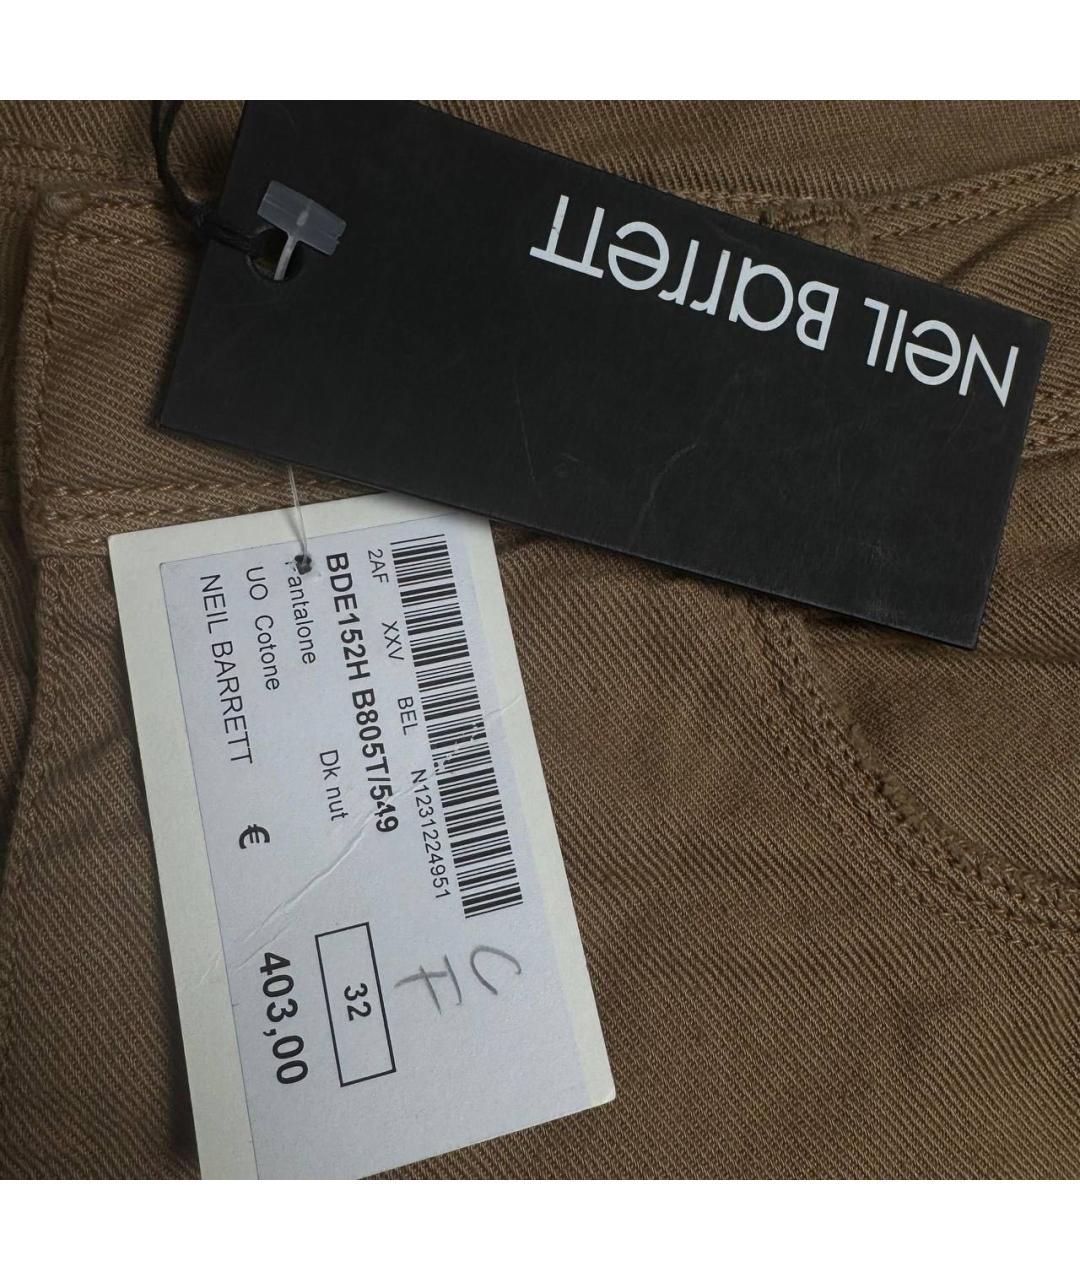 NEIL Barrett
2AF XXV BEL N1231224951
BDE152H B805T/549
Pantalone Dk nut
UO Cotone
NEIL BARRETT € 403,00
32
CF